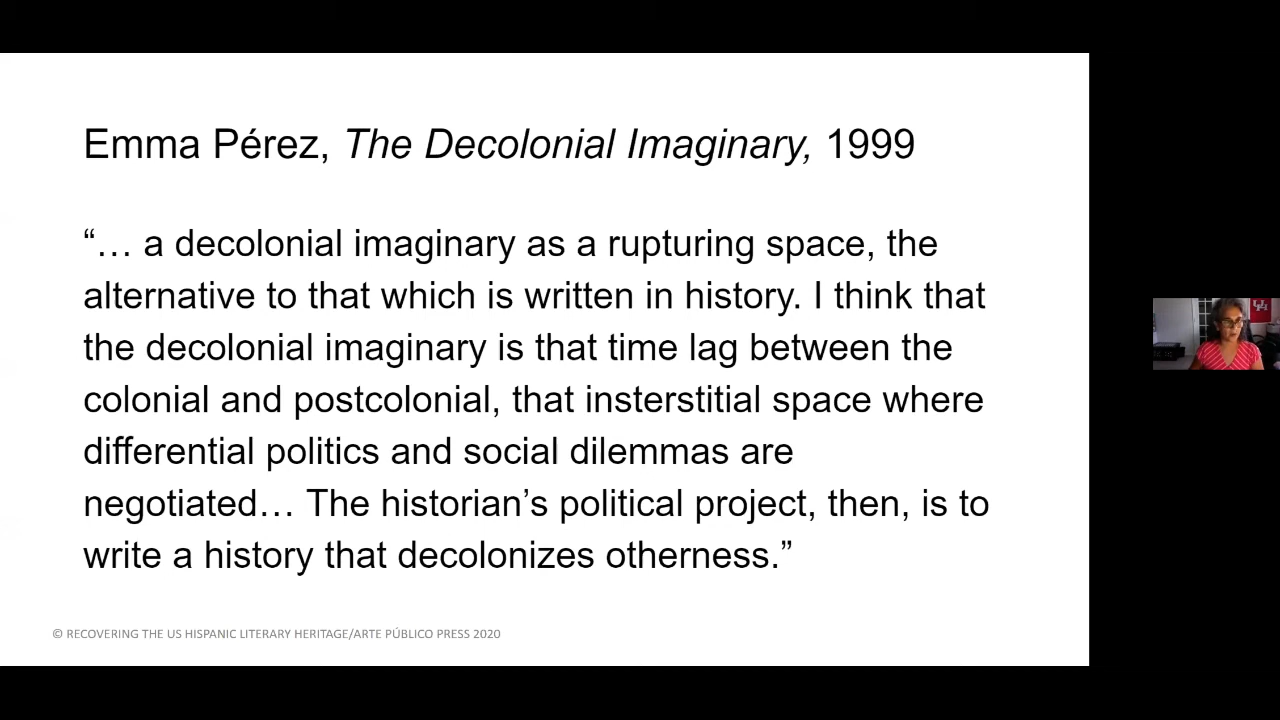 Emma Pérez, The Decolonial Imaginary, 1999
“… a decolonial imaginary as a rupturing space, the
alternative to that which is written in history. I think that
the decolonial imaginary is that time lag between the
colonial and postcolonial, that insterstitial space where
differential politics and social dilemmas are
negotiated… The historian’s political project, then, is to
write a history that decolonizes otherness.”
© RECOVERING THE US HISPANIC LITERARY HERITAGE/ARTE PÚBLICO PRESS 2020